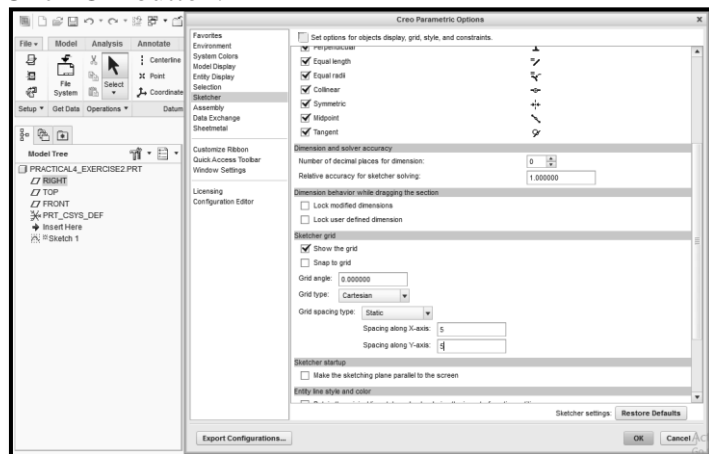 Creo Parametric Options
x
File
Model
Analysis
Annotate
File System
Select
Centerline
Point
Coordinate
Setup
Get Data
Operations
Datum
Model Tree
PRACTICAL4_EXERCISE2.PRT
RIGHT
TOP
FRONT
PRT_CSYS_DEF
Insert Here
Sketch 1
Favorites
Environment
System Colors
Model Display
Entity Display
Selection
Sketcher
Assembly
Data Exchange
Sheetmetal
Customize Ribbon
Quick Access Toolbar
Window Settings
Licensing
Configuration Editor
Set options for objects display, grid, style, and constraints.
Perpendicular
Equal length
Equal radii
Collinear
Symmetric
Midpoint
Tangent
Dimension and solver accuracy
Number of decimal places for dimension: 0
Relative accuracy for sketcher solving: 1.000000
Dimension behavior while dragging the section
Lock modified dimensions
Lock user defined dimension
Sketcher grid
Show the grid
Snap to grid
Grid angle: 0.000000
Grid type: Cartesian
Grid spacing type: Static
Spacing along X-axis: 5
Spacing along Y-axis: 5
Sketcher startup
Make the sketching plane parallel to the screen
Entity line style and color
Sketcher settings: Restore Defaults
Export Configurations...
OK
Cancel